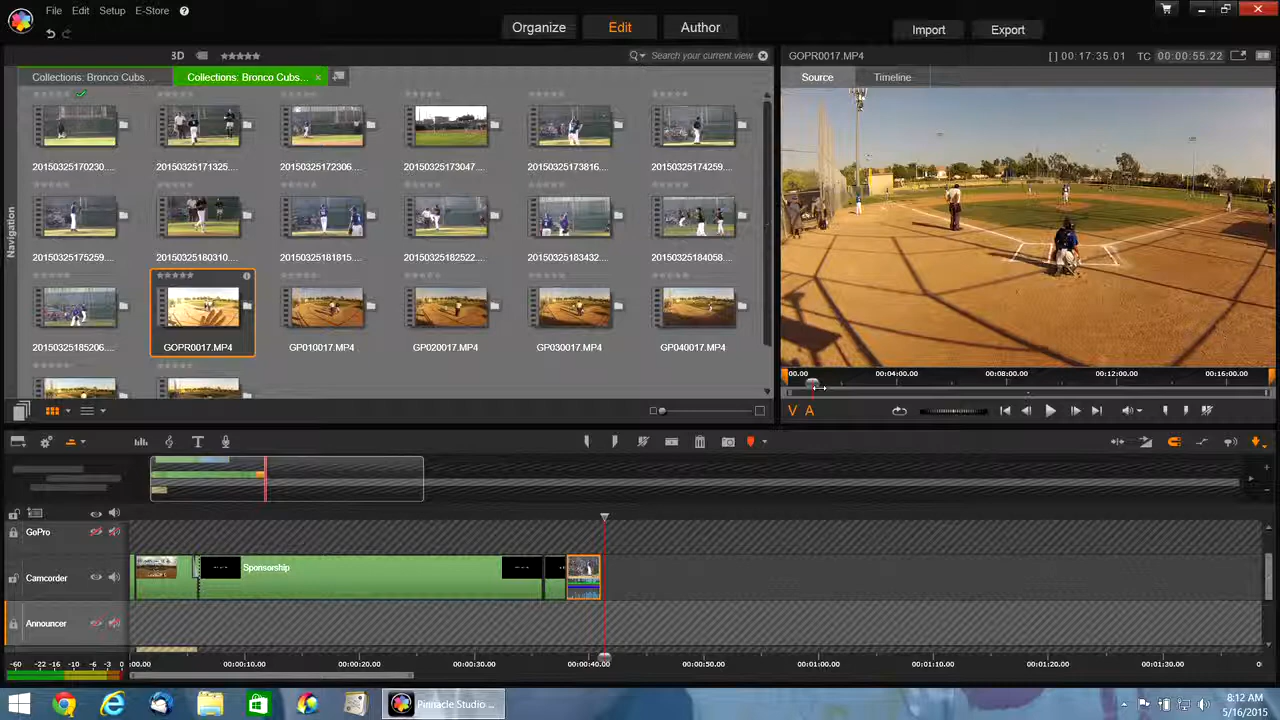 File Edit Setup E-Store
Organize Edit Author
Import Export
3D
Search your current view
GOPR0017.MP4
[] 00:17:35.01 TC 00:00:55.22
Collections: Bronco Cubs...
Collections: Bronco Cubs... ×
Source Timeline
20150325170230....
20150325171325....
20150325172306....
20150325173047....
20150325173816....
20150325174259....
20150325175259....
20150325180310....
20150325181815....
20150325182522....
20150325183432....
20150325184058....
20150325185206....
GOPR0017.MP4
GP010017.MP4
GP020017.MP4
GP030017.MP4
GP040017.MP4
Navigation
00.00 00:04:00.00 00:08:00.00 00:12:00.00 00:16:00.00
V A
GoPro
Camcorder
Sponsorship
Announcer
-60 -22 -16 -10 -6 -3 0
:00.00 00:00:10.00 00:00:20.00 00:00:30.00 00:00:40.00 00:00:50.00 00:01:00.00 00:01:10.00 00:01:20.00 00:01:30.00
Pinnacle Studio ...
8:12 AM
5/16/2015